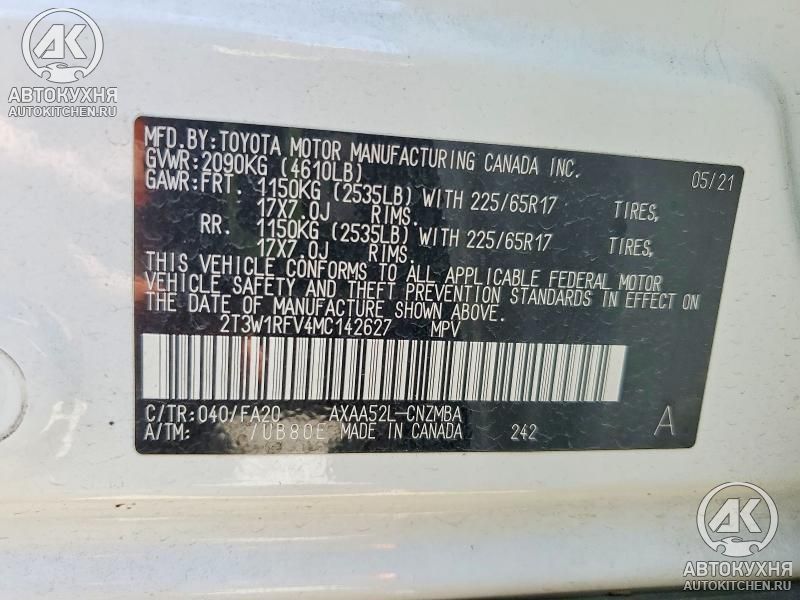 AK
АВТОКУХНЯ
AUTOKITCHEN.RU
MFD.BY:TOYOTA MOTOR MANUFACTURING CANADA INC.
GVWR:2090KG (4610LB) 05/21
GAWR:FRT. 1150KG (2535LB) WITH 225/65R17 TIRES,
17X7.0J RIMS.
RR. 1150KG (2535LB) WITH 225/65R17 TIRES,
17X7.0J RIMS.
THIS VEHICLE CONFORMS TO ALL APPLICABLE FEDERAL MOTOR
VEHICLE SAFETY AND THEFT PREVENTION STANDARDS IN EFFECT ON
THE DATE OF MANUFACTURE SHOWN ABOVE.
2T3W1RFV4MC142627 MPV
C/TR:040/FA20 AXAA52L-CNZMBA A
A/TM: /UB80E MADE IN CANADA 242
AK
АВТОКУХНЯ
AUTOKITCHEN.RU